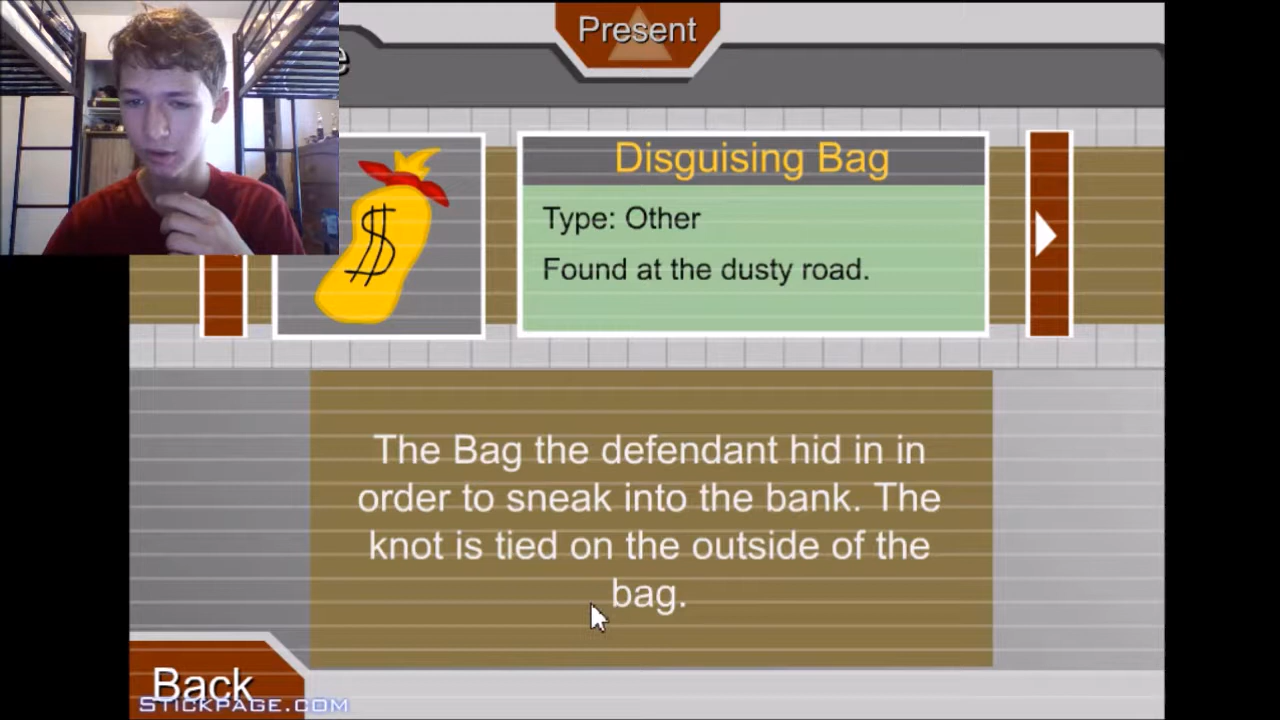 Present
e
Disguising Bag
Type: Other
Found at the dusty road.
$
The Bag the defendant hid in in
order to sneak into the bank. The
knot is tied on the outside of the
bag.
Back
STICKPAGE.COM